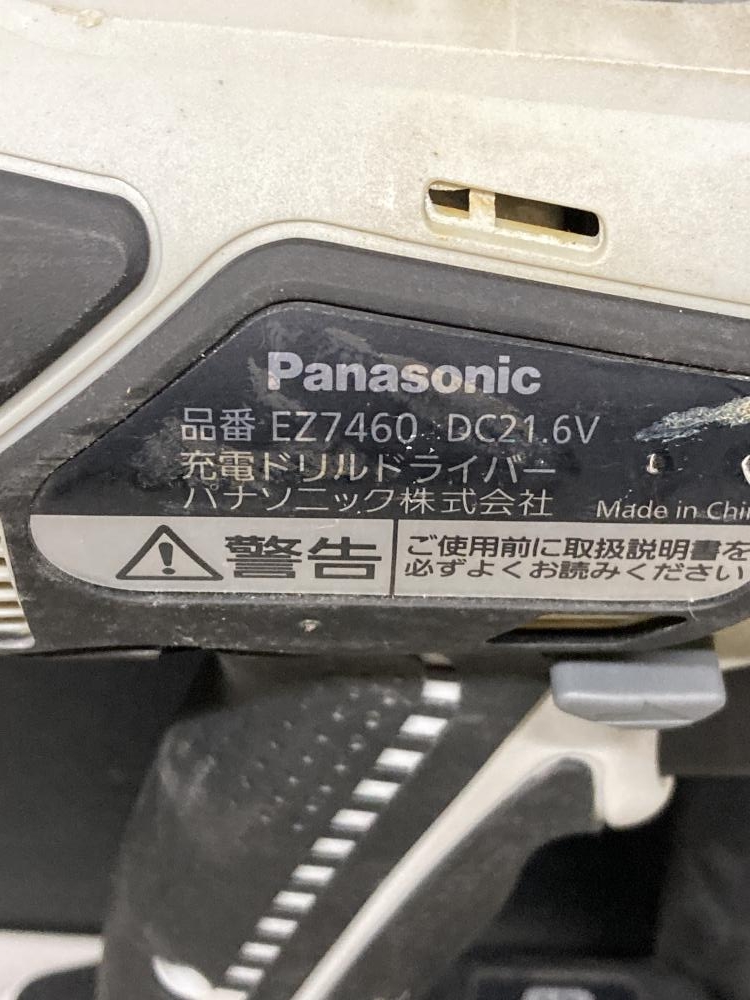 Panasonic
品番 EZ7460 DC21.6V
充電ドリルドライバー
パナソニック株式会社 Made in
警告
ご使用前に取扱説明書を
必ずよくお読みください